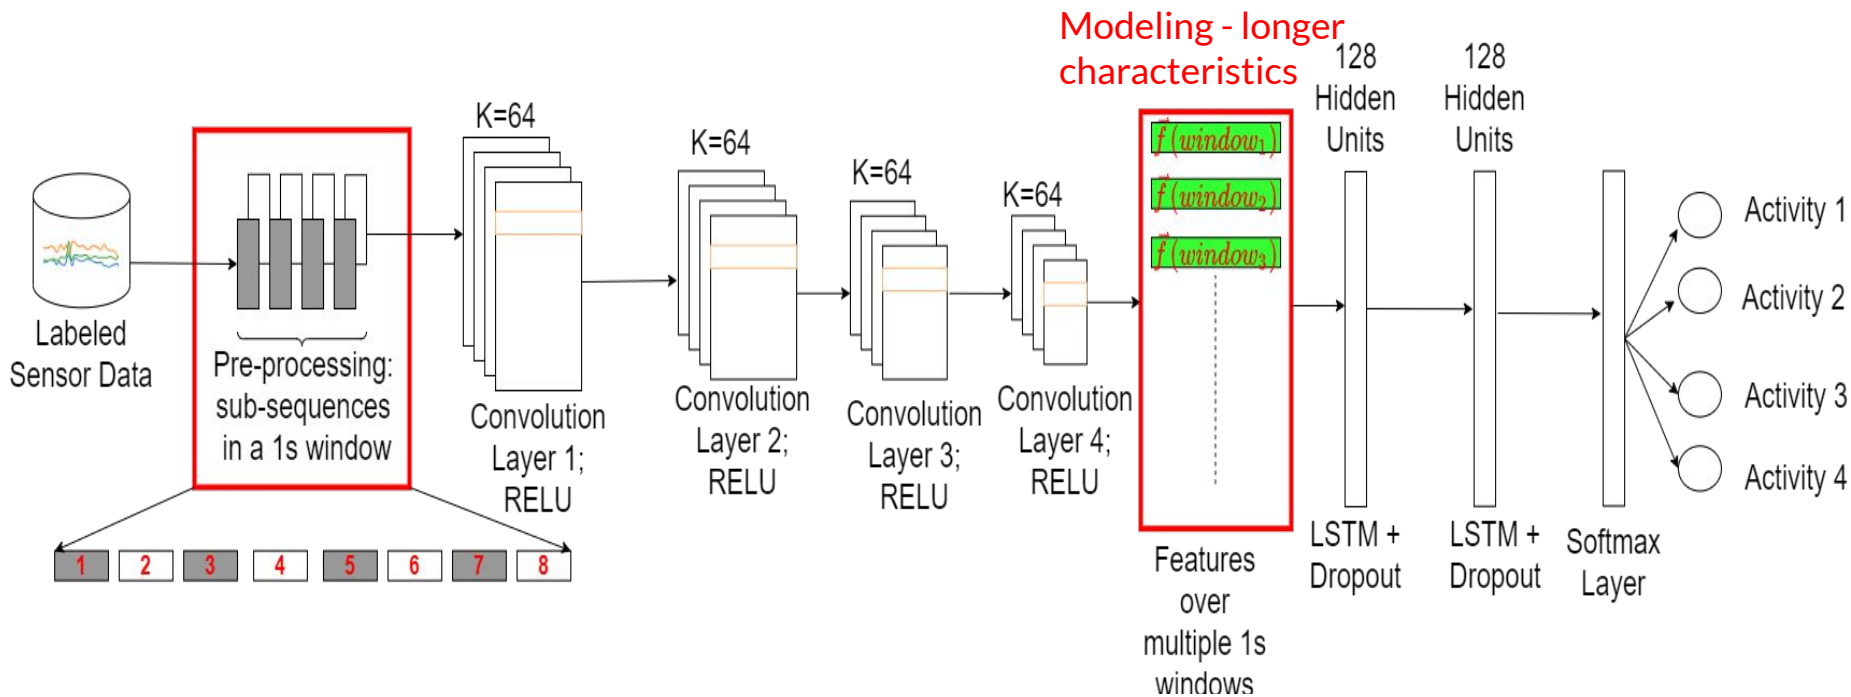 Modeling - longer
characteristics
128
Hidden
Units
128
Hidden
Units
K=64
K=64
K=64
K=64
f⃗(window₁)
f⃗(window₂)
f⃗(window₃)
Labeled
Sensor Data
Pre-processing:
sub-sequences
in a 1s window
Convolution
Layer 1;
RELU
Convolution
Layer 2;
RELU
Convolution
Layer 3;
RELU
Convolution
Layer 4;
RELU
Activity 1
Activity 2
Activity 3
Activity 4
1 2 3 4 5 6 7 8
Features
over
multiple 1s
windows
LSTM +
Dropout
LSTM +
Dropout
Softmax
Layer